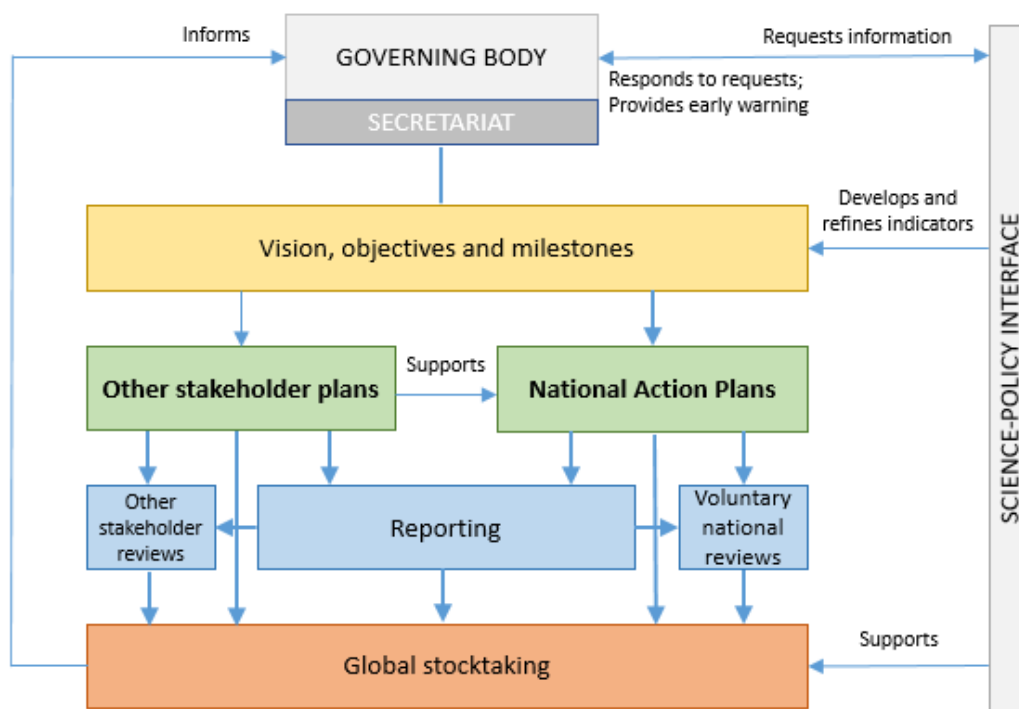 Informs
GOVERNING BODY
Requests information
Responds to requests;
Provides early warning
SECRETARIAT
Develops and
refines indicators
Vision, objectives and milestones
SCIENCE-POLICY INTERFACE
Other stakeholder plans
Supports
National Action Plans
Other
stakeholder
reviews
Reporting
Voluntary
national
reviews
Global stocktaking
Supports